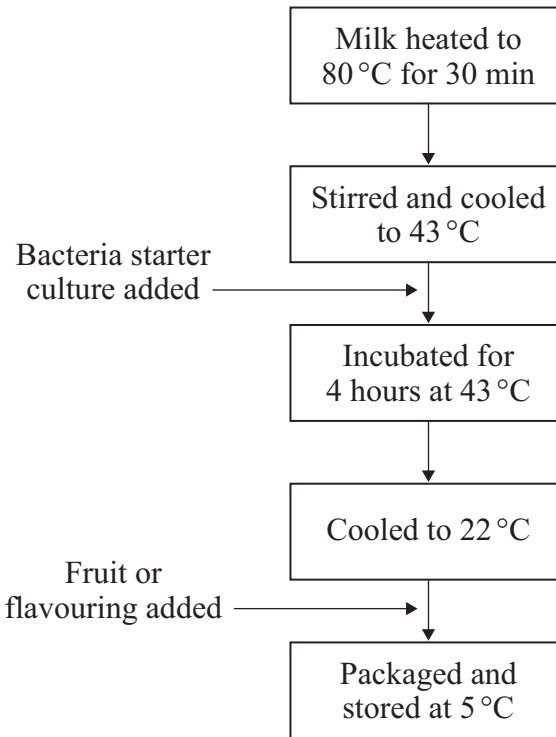 Milk heated to
80 °C for 30 min
Stirred and cooled
to 43 °C
Bacteria starter
culture added
Incubated for
4 hours at 43 °C
Cooled to 22 °C
Fruit or
flavouring added
Packaged and
stored at 5 °C